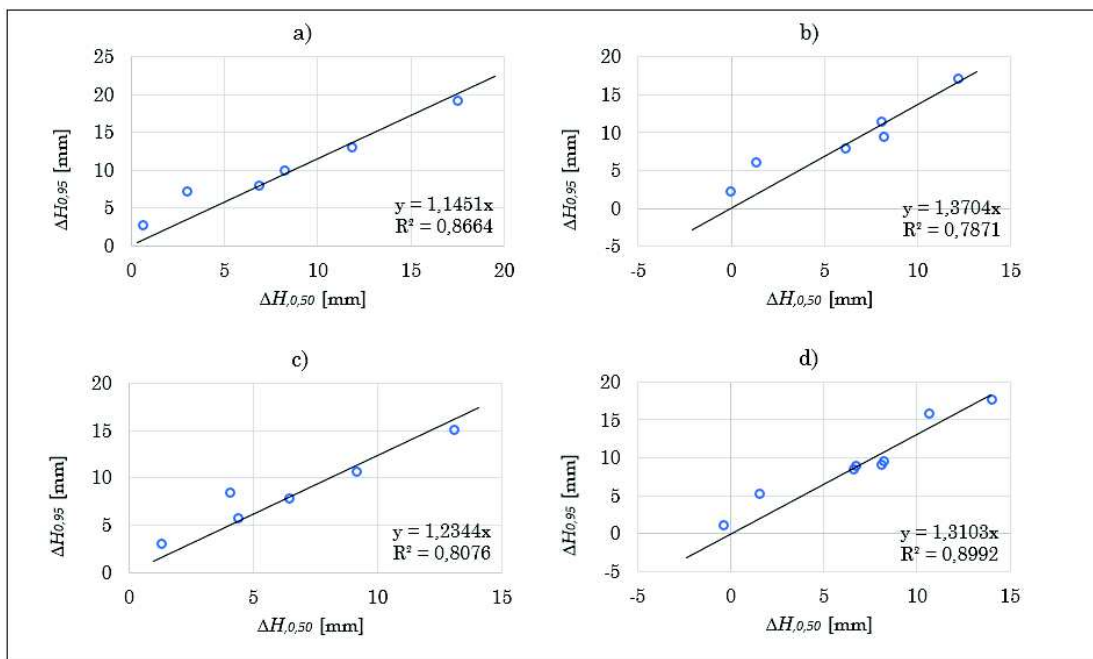 a)
25
20
15
10
5
0
ΔH0,95 [mm]
y = 1,1451x
R² = 0,8664
0 5 10 15 20
ΔH,0,50 [mm]
b)
20
15
10
5
0
-5
ΔH0,95 [mm]
y = 1,3704x
R² = 0,7871
-5 0 5 10 15
ΔH,0,50 [mm]
c)
20
15
10
5
0
ΔH0,95 [mm]
y = 1,2344x
R² = 0,8076
0 5 10 15
ΔH,0,50 [mm]
d)
20
15
10
5
0
-5
ΔH0,95 [mm]
y = 1,3103x
R² = 0,8992
-5 0 5 10 15
ΔH,0,50 [mm]